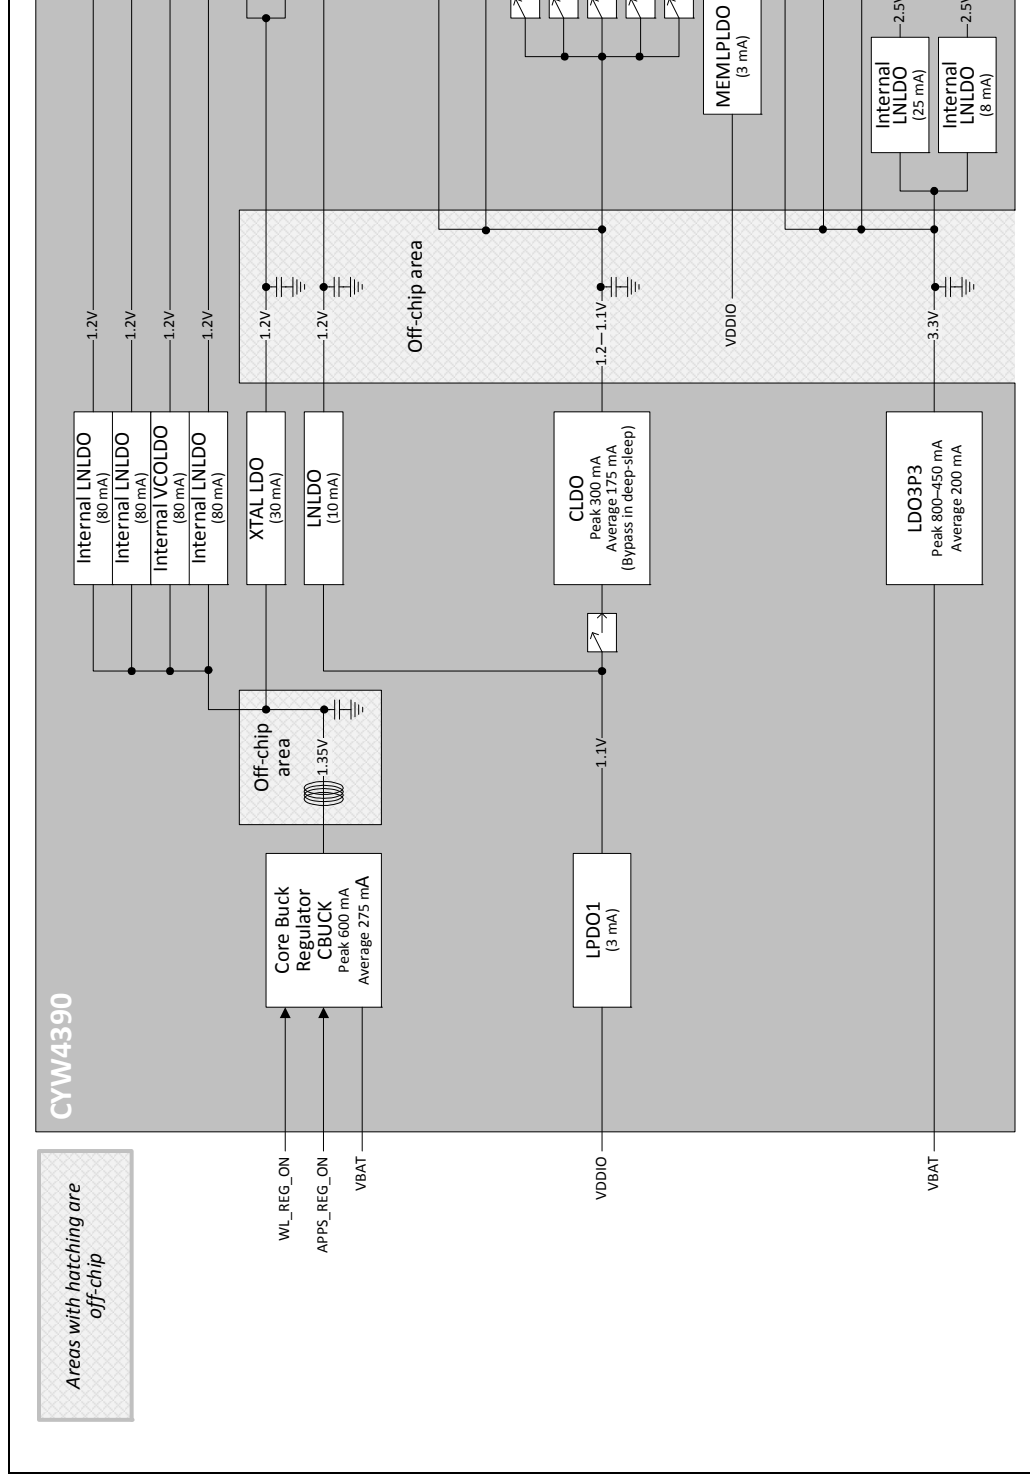 Areas with hatching are
off-chip
CYW4390
WL_REG_ON
APPS_REG_ON
VBAT
VDDIO
VBAT
Core Buck
Regulator
CBUCK
Peak 600 mA
Average 275 mA
LPDO1
(3 mA)
Off-chip
area
1.35V
1.1V
Internal LNLDO
(80 mA)
Internal LNLDO
(80 mA)
Internal VCOLDO
(80 mA)
Internal LNLDO
(80 mA)
XTAL LDO
(30 mA)
LNLDO
(10 mA)
CLDO
Peak 300 mA
Average 175 mA
(Bypass in deep-sleep)
LDO3P3
Peak 800–450 mA
Average 200 mA
1.2V
1.2V
1.2V
1.2V
1.2V
1.2V
Off-chip area
1.2—1.1V
VDDIO
3.3V
MEMLPLDO
(3 mA)
Internal
LNLDO
(25 mA)
Internal
LNLDO
(8 mA)
2.5V
2.5V